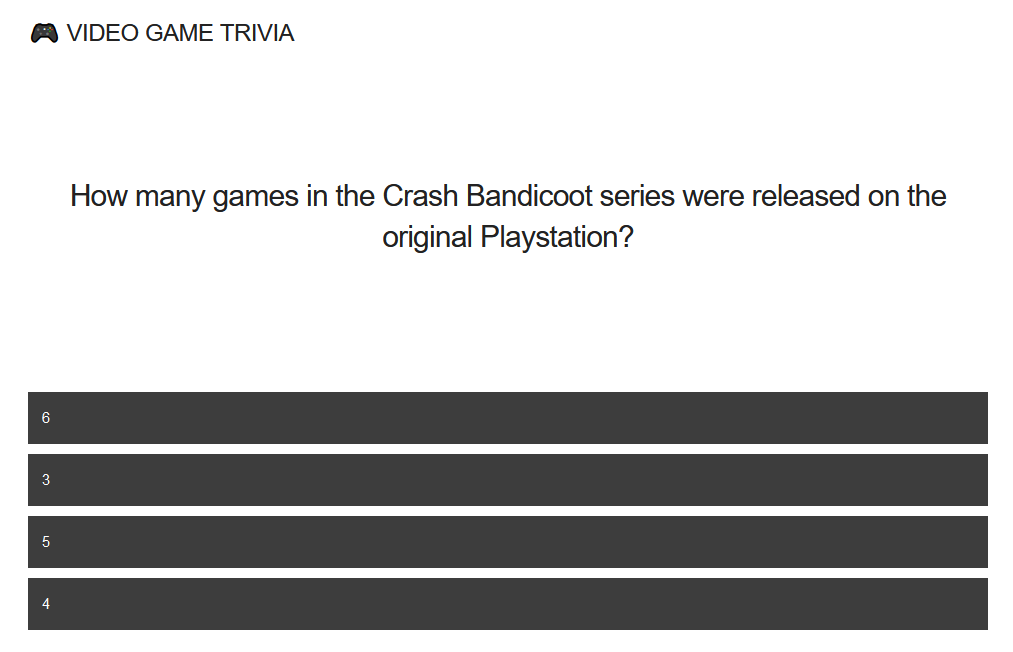 🎮 VIDEO GAME TRIVIA
How many games in the Crash Bandicoot series were released on the
original Playstation?
6
3
5
4